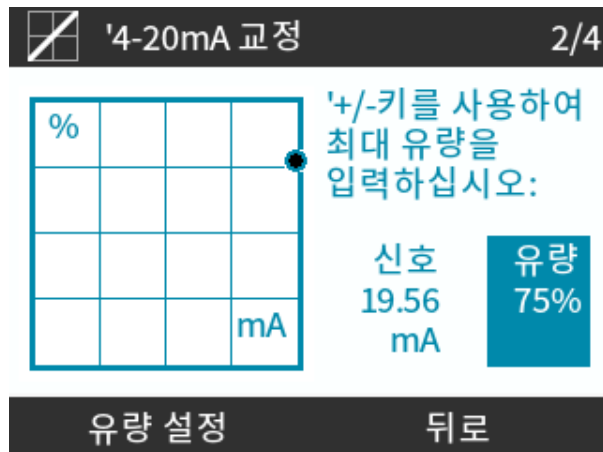 '4-20mA 교정 2/4
%
mA
'+/-키를 사용하여
최대 유량을
입력하십시오:
신호
19.56
mA
유량
75%
유량 설정
뒤로